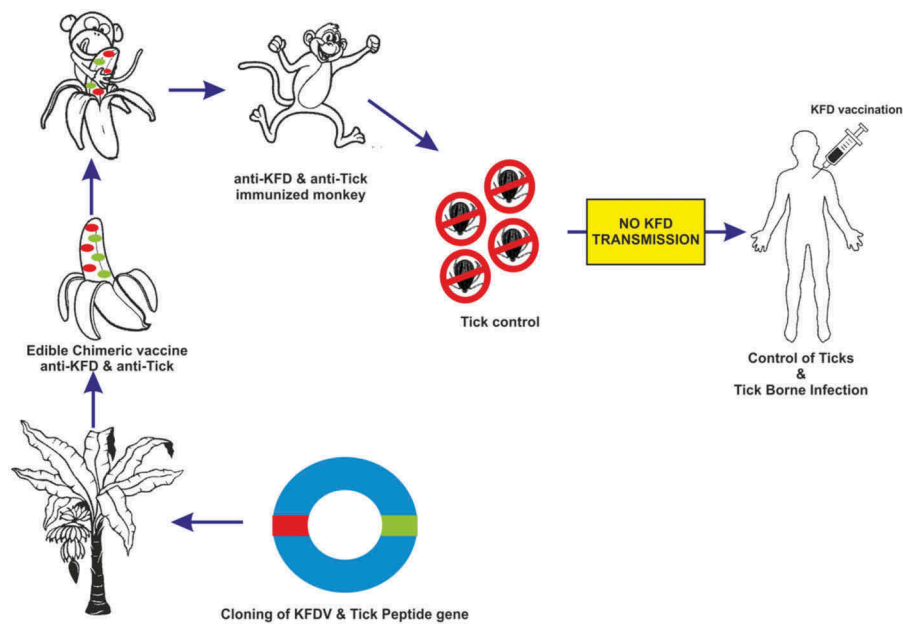 KFD vaccination
anti-KFD & anti-Tick
immunized monkey
NO KFD
TRANSMISSION
Tick control
Edible Chimeric vaccine
anti-KFD & anti-Tick
Control of Ticks
&
Tick Borne Infection
Cloning of KFDV & Tick Peptide gene